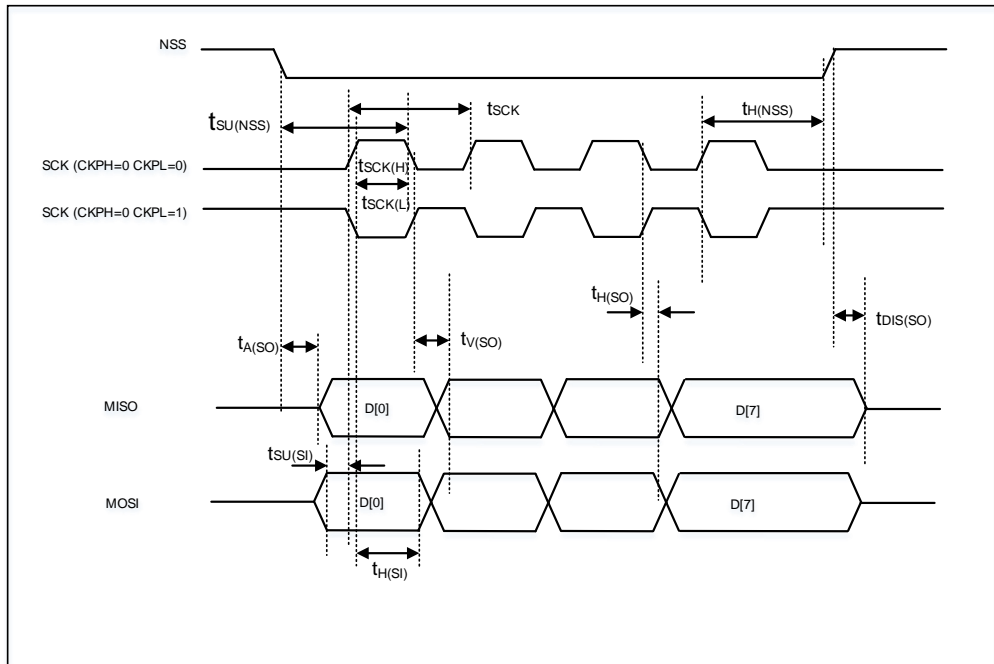 NSS
tSCK
tH(NSS)
tSU(NSS)
SCK (CKPH=0 CKPL=0)
tSCK(H)
tSCK(L)
SCK (CKPH=0 CKPL=1)
tH(SO)
tDIS(SO)
tV(SO)
tA(SO)
MISO
D[0]
D[7]
tSU(SI)
MOSI
D[0]
D[7]
tH(SI)